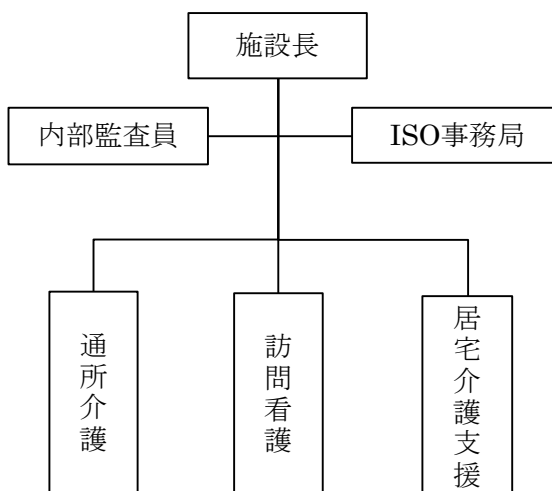 施設長
内部監査員
ISO事務局
通所介護
訪問看護
居宅介護支援